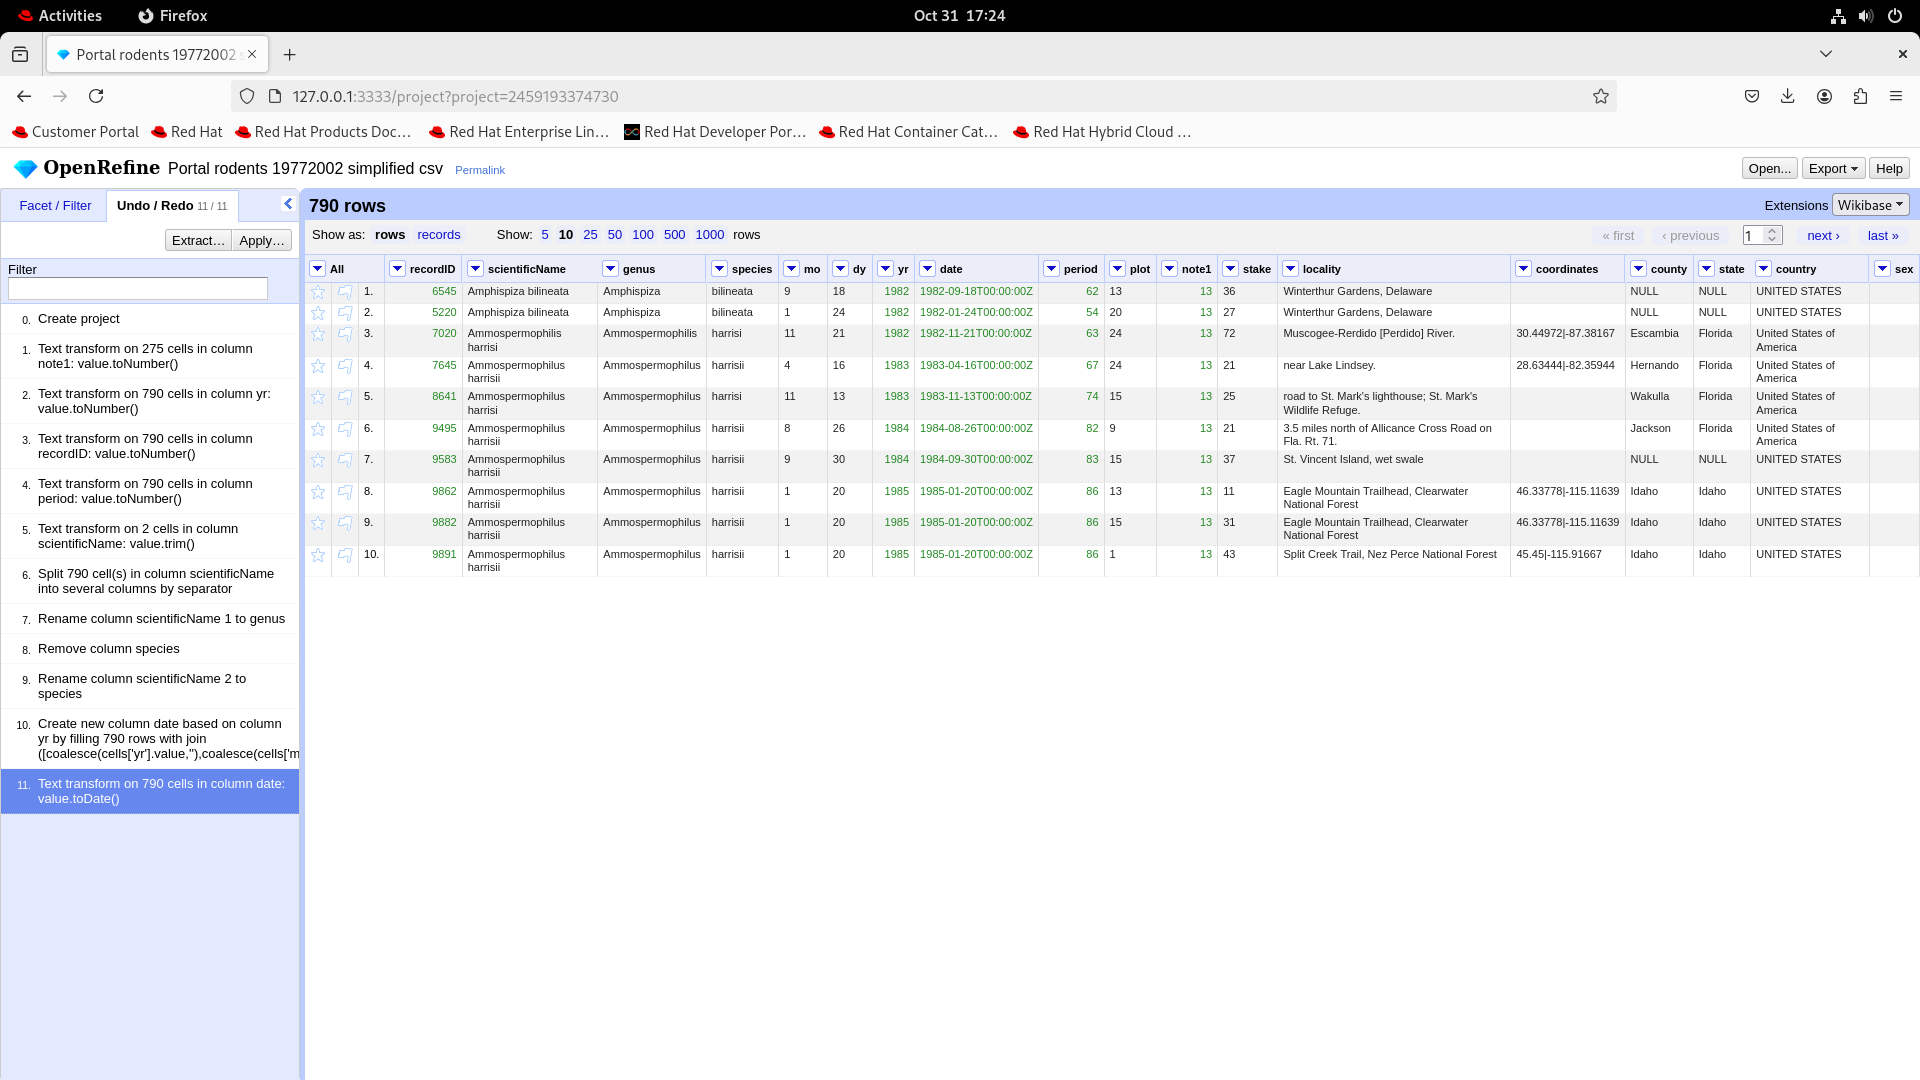 Activities Firefox Oct 31 17:24
Portal rodents 19772002
127.0.0.1:3333/project?project=2459193374730
Customer Portal Red Hat Red Hat Products Doc… Red Hat Enterprise Lin… Red Hat Developer Por… Red Hat Container Cat… Red Hat Hybrid Cloud …
OpenRefine Portal rodents 19772002 simplified csv Permalink Open... Export Help
Facet / Filter Undo / Redo 11 / 11
790 rows Extensions Wikibase
Extract… Apply…
Show as: rows records Show: 5 10 25 50 100 500 1000 rows « first ‹ previous 1 next › last »
Filter
0. Create project
1. Text transform on 275 cells in column
note1: value.toNumber()
2. Text transform on 790 cells in column yr:
value.toNumber()
3. Text transform on 790 cells in column
recordID: value.toNumber()
4. Text transform on 790 cells in column
period: value.toNumber()
5. Text transform on 2 cells in column
scientificName: value.trim()
6. Split 790 cell(s) in column scientificName
into several columns by separator
7. Rename column scientificName 1 to genus
8. Remove column species
9. Rename column scientificName 2 to
species
10. Create new column date based on column
yr by filling 790 rows with join
([coalesce(cells['yr'].value,''),coalesce(cells['m
11. Text transform on 790 cells in column date:
value.toDate()
All recordID scientificName genus species mo dy yr date period plot note1 stake locality coordinates county state country sex
1. 6545 Amphispiza bilineata Amphispiza bilineata 9 18 1982 1982-09-18T00:00:00Z 62 13 13 36 Winterthur Gardens, Delaware NULL NULL UNITED STATES
2. 5220 Amphispiza bilineata Amphispiza bilineata 1 24 1982 1982-01-24T00:00:00Z 54 20 13 27 Winterthur Gardens, Delaware NULL NULL UNITED STATES
3. 7020 Ammospermophilis Ammospermophilis harrisi 11 21 1982 1982-11-21T00:00:00Z 63 24 13 72 Muscogee-Rerdido [Perdido] River. 30.44972|-87.38167 Escambia Florida United States of
harrisi America
4. 7645 Ammospermophilus Ammospermophilus harrisii 4 16 1983 1983-04-16T00:00:00Z 67 24 13 21 near Lake Lindsey. 28.63444|-82.35944 Hernando Florida United States of
harrisii America
5. 8641 Ammospermophilus Ammospermophilus harrisi 11 13 1983 1983-11-13T00:00:00Z 74 15 13 25 road to St. Mark's lighthouse; St. Mark's Wakulla Florida United States of
harrisi Wildlife Refuge. America
6. 9495 Ammospermophilus Ammospermophilus harrisii 8 26 1984 1984-08-26T00:00:00Z 82 9 13 21 3.5 miles north of Allicance Cross Road on Jackson Florida United States of
harrisii Fla. Rt. 71. America
7. 9583 Ammospermophilus Ammospermophilus harrisii 9 30 1984 1984-09-30T00:00:00Z 83 15 13 37 St. Vincent Island, wet swale NULL NULL UNITED STATES
harrisii
8. 9862 Ammospermophilus Ammospermophilus harrisii 1 20 1985 1985-01-20T00:00:00Z 86 13 13 11 Eagle Mountain Trailhead, Clearwater 46.33778|-115.11639 Idaho Idaho UNITED STATES
harrisii National Forest
9. 9882 Ammospermophilus Ammospermophilus harrisii 1 20 1985 1985-01-20T00:00:00Z 86 15 13 31 Eagle Mountain Trailhead, Clearwater 46.33778|-115.11639 Idaho Idaho UNITED STATES
harrisii National Forest
10. 9891 Ammospermophilus Ammospermophilus harrisii 1 20 1985 1985-01-20T00:00:00Z 86 1 13 43 Split Creek Trail, Nez Perce National Forest 45.45|-115.91667 Idaho Idaho UNITED STATES
harrisii